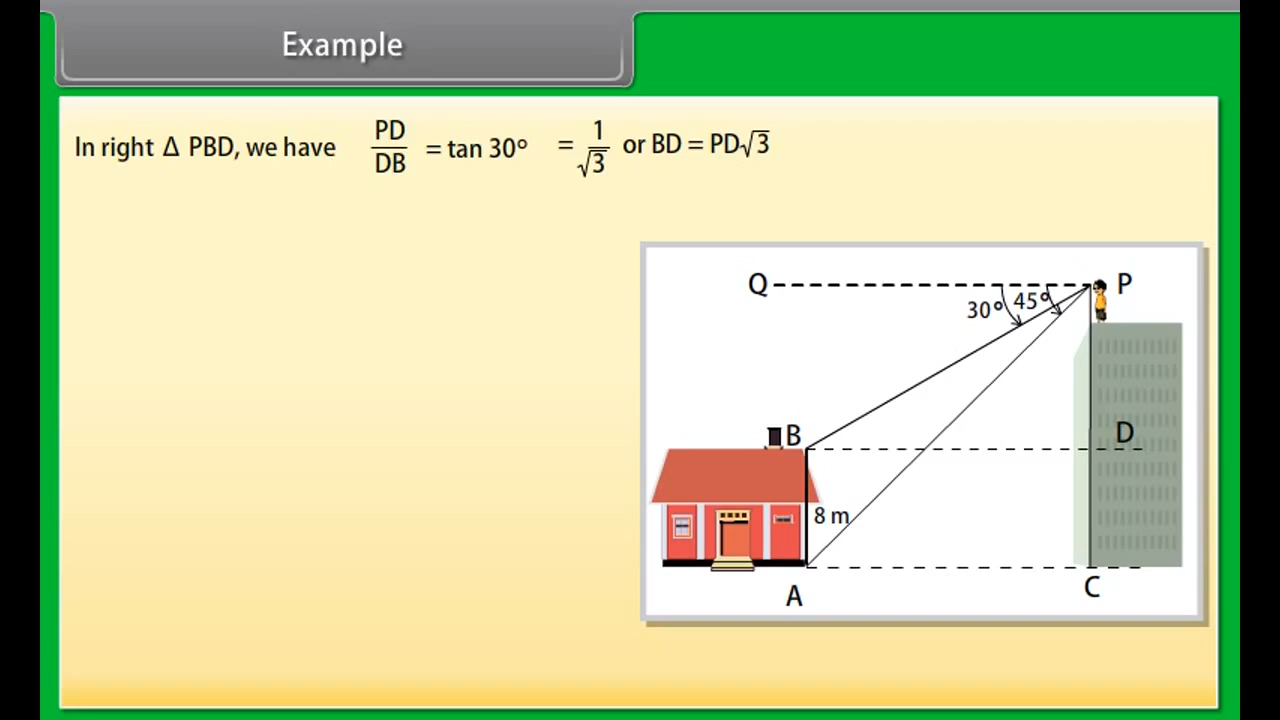 Example
In right Δ PBD, we have PD/DB = tan 30° = 1/√3 or BD = PD√3
Q
P
30°
45°
B
D
8 m
A
C